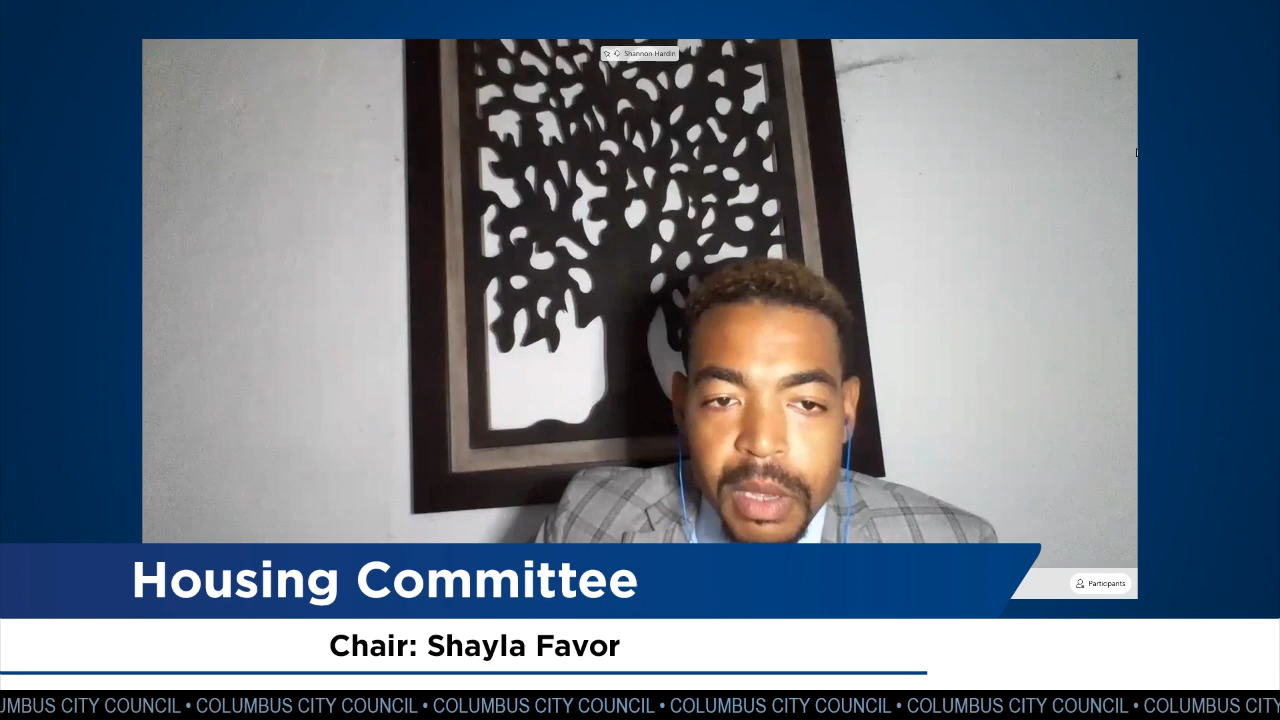 Shannon Hardin
Participants
Housing Committee
Chair: Shayla Favor
UMBUS CITY COUNCIL • COLUMBUS CITY COUNCIL • COLUMBUS CITY COUNCIL • COLUMBUS CITY COUNCIL • COLUMBUS CITY COUNCIL • COLUMBUS CITY